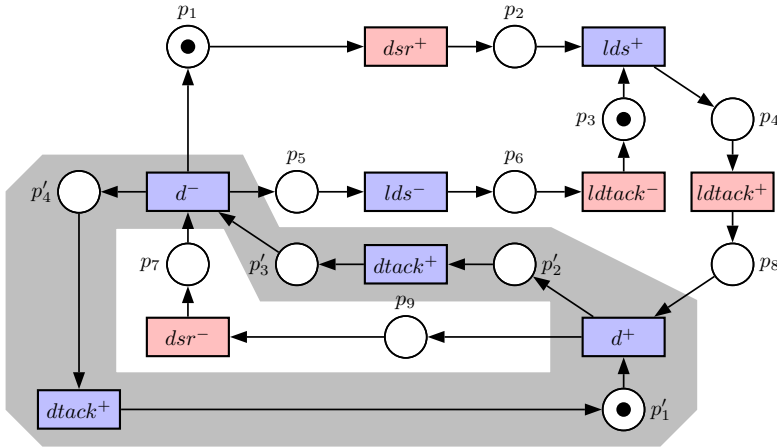 p₁
p₂
dsr⁺
lds⁺
p₃
p₄
p₅
p₆
p′₄
d⁻
lds⁻
ldtack⁻
ldtack⁺
p₇
p′₃
dtack⁺
p′₂
p₈
p₉
dsr⁻
d⁺
dtack⁺
p′₁